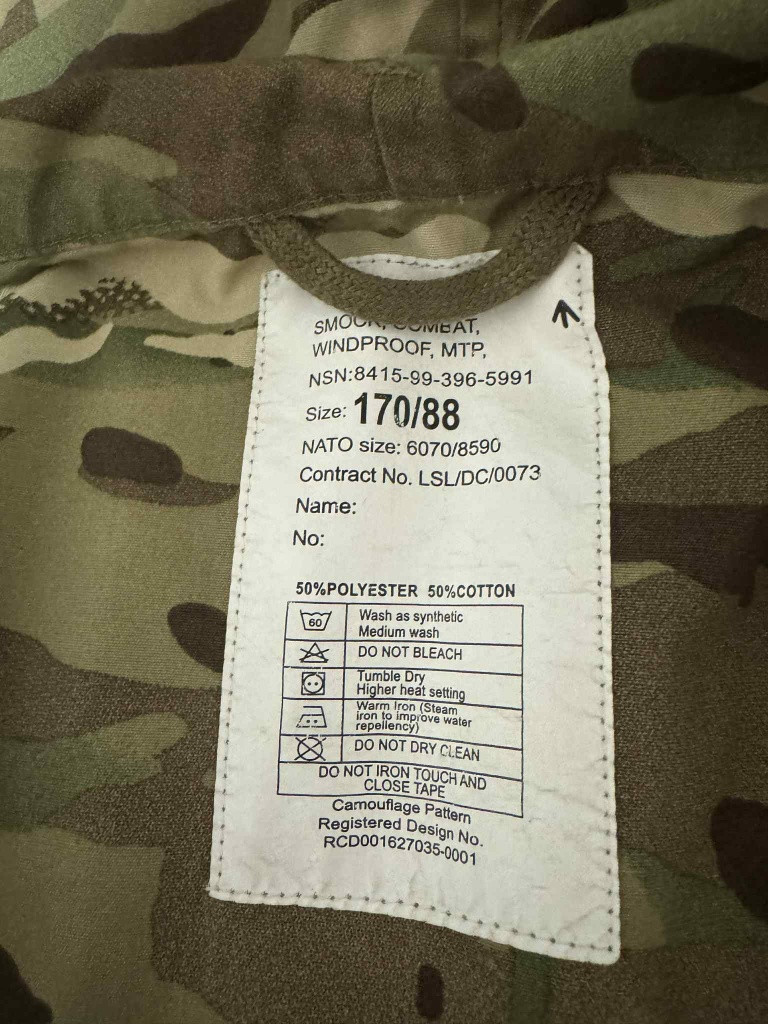 SMOCK, COMBAT,
WINDPROOF, MTP,
NSN:8415-99-396-5991
Size: 170/88
NATO size: 6070/8590
Contract No. LSL/DC/0073
Name:
No:
50%POLYESTER 50%COTTON
60
Wash as synthetic
Medium wash
DO NOT BLEACH
Tumble Dry
Higher heat setting
Warm Iron (Steam
iron to improve water
repellency)
DO NOT DRY CLEAN
DO NOT IRON TOUCH AND
CLOSE TAPE
Camouflage Pattern
Registered Design No.
RCD001627035-0001